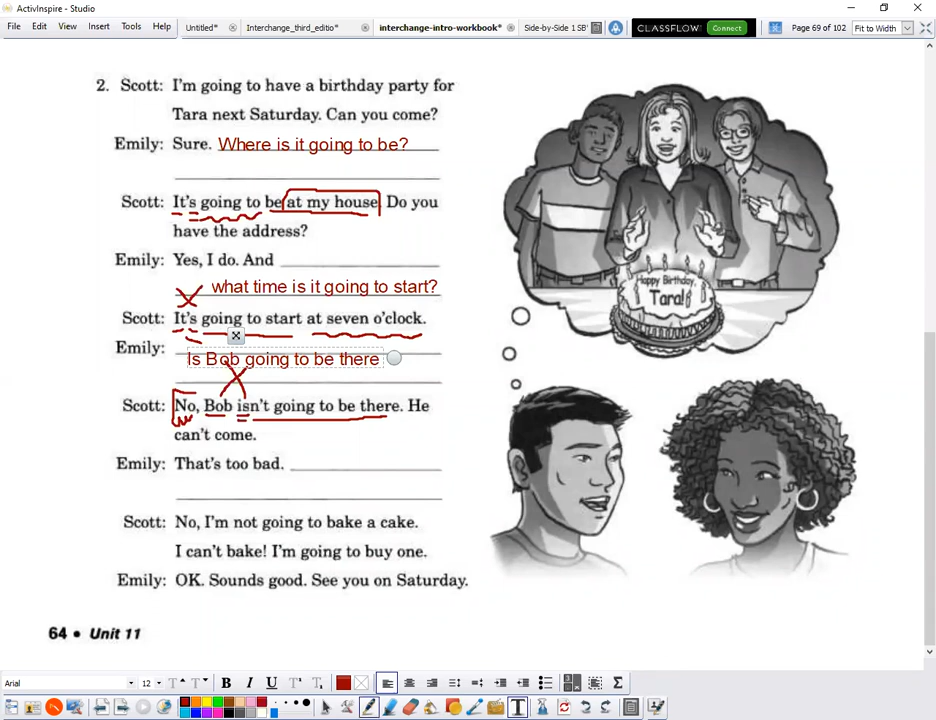 ActivInspire - Studio
File Edit View Insert Tools Help Untitled* Interchange_third_editio* interchange-intro-workbook* Side-by-Side 1 SB' CLASSFLOW Connect Page 69 of 102 Fit to Width
2. Scott: I'm going to have a birthday party for
Tara next Saturday. Can you come?
Emily: Sure. Where is it going to be?
Scott: It's going to be at my house. Do you
have the address?
Emily: Yes, I do. And
what time is it going to start?
Scott: It's going to start at seven o'clock.
Emily:
Is Bob going to be there
Scott: No, Bob isn't going to be there. He
can't come.
Emily: That's too bad.
Scott: No, I'm not going to bake a cake.
I can't bake! I'm going to buy one.
Emily: OK. Sounds good. See you on Saturday.
Happy Birthday,
Tara!
64 • Unit 11
Arial 12 B I U